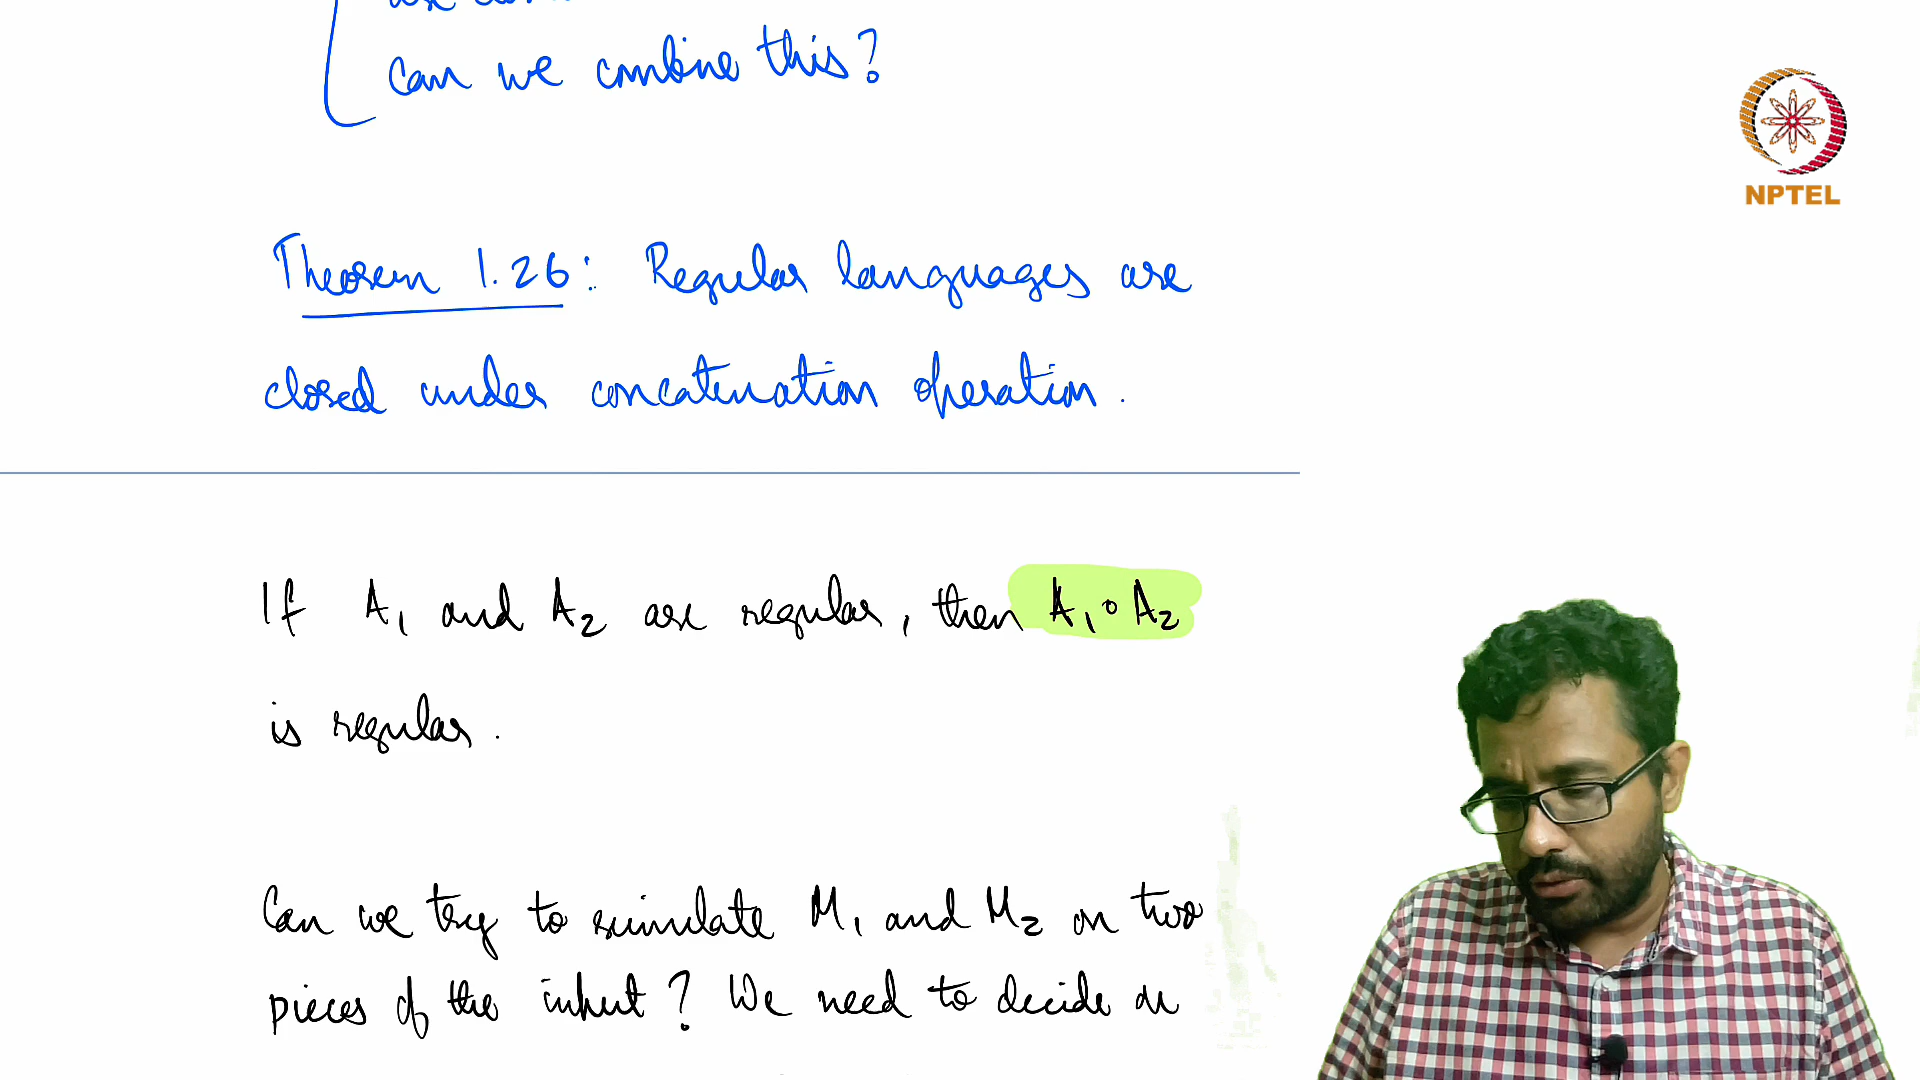 can we combine this?
NPTEL
Theorem 1.26: Regular languages are
closed under concatenation operation.
If A₁ and A₂ are regular, then A₁ ∘ A₂
is regular.
Can we try to simulate M₁ and M₂ on two
pieces of the input? We need to decide on